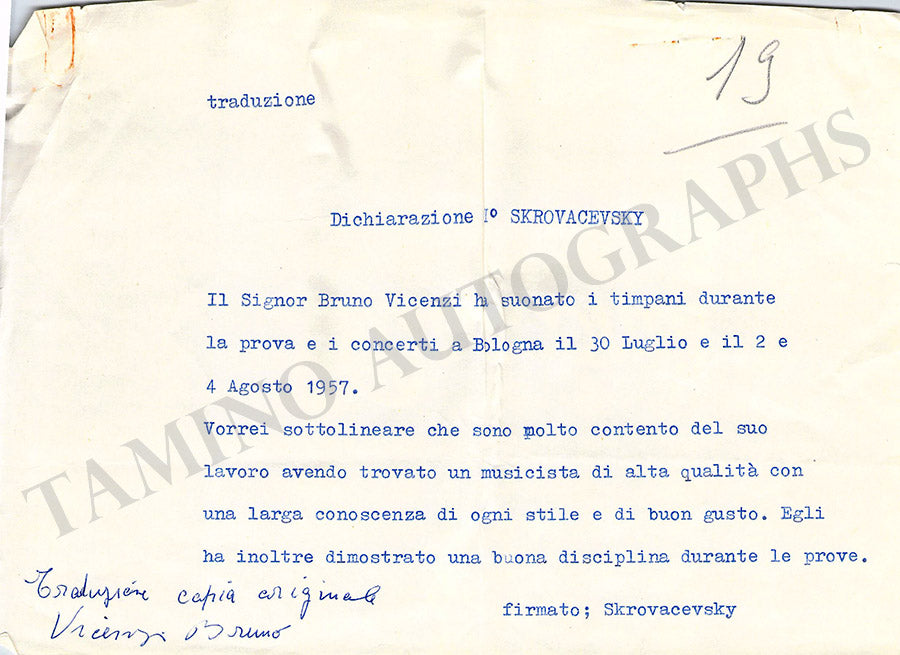 19
traduzione
Dichiarazione I° SKROVACEVSKY
Il Signor Bruno Vicenzi ha suonato i timpani durante
la prova e i concerti a Bologna il 30 Luglio e il 2 e
4 Agosto 1957.
Vorrei sottolineare che sono molto contento del suo
lavoro avendo trovato un musicista di alta qualità con
una larga conoscenza di ogni stile e di buon gusto. Egli
ha inoltre dimostrato una buona disciplina durante le prove.
firmato; Skrovacevsky
Traduzione copia originale
Vicenzi Bruno
TAMINO AUTOGRAPHS